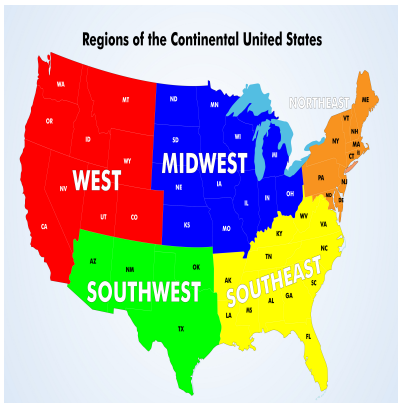 Regions of the Continental United States
WA
MT
ND
MN
OR
ID
SD
WI
MI
WY
NORTHEAST
ME
VT
NH
MA
NY
CT
RI
PA
NJ
MD
DE
WEST
MIDWEST
NV
NE
IA
IL
IN
OH
UT
CO
CA
KS
MO
WV
VA
KY
AZ
NM
OK
TN
NC
SOUTHWEST
SOUTHEAST
AK
SC
GA
AL
MS
LA
TX
FL